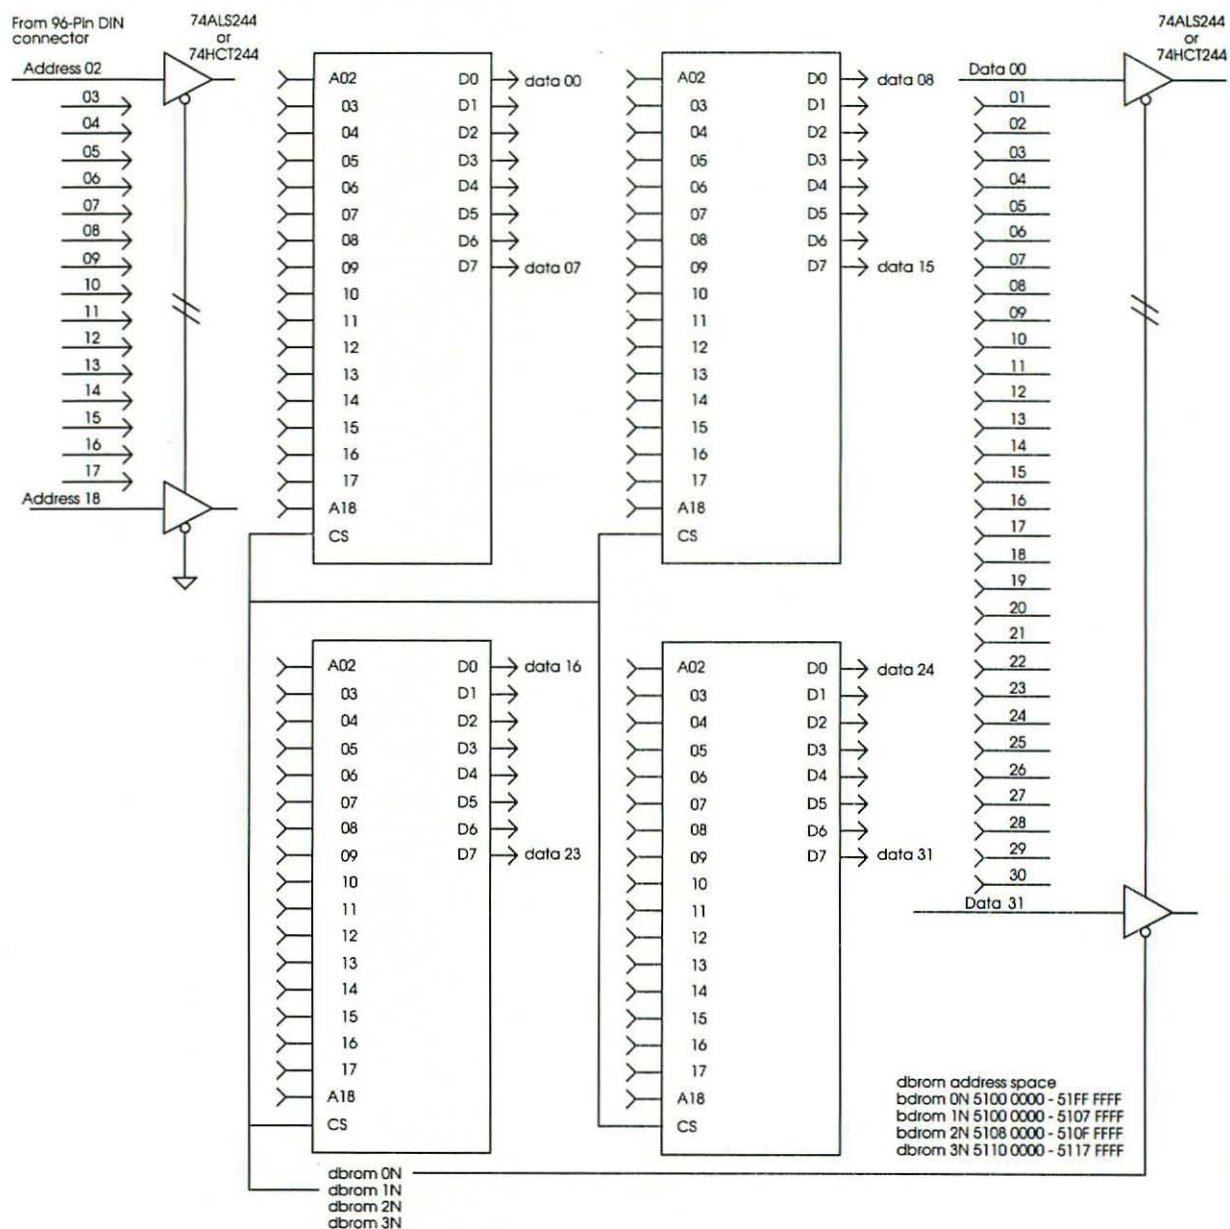 From 96-Pin DIN
connector
74ALS244
or
74HCT244
Address 02
03
04
05
06
07
08
09
10
11
12
13
14
15
16
17
Address 18
A02 D0 data 00
03 D1
04 D2
05 D3
06 D4
07 D5
08 D6
09 D7 data 07
10
11
12
13
14
15
16
17
A18
CS
A02 D0 data 08
03 D1
04 D2
05 D3
06 D4
07 D5
08 D6
09 D7 data 15
10
11
12
13
14
15
16
17
A18
CS
74ALS244
or
74HCT244
Data 00
01
02
03
04
05
06
07
08
09
10
11
12
13
14
15
16
17
18
19
20
21
22
23
24
25
26
27
28
29
30
Data 31
A02 D0 data 16
03 D1
04 D2
05 D3
06 D4
07 D5
08 D6
09 D7 data 23
10
11
12
13
14
15
16
17
A18
CS
A02 D0 data 24
03 D1
04 D2
05 D3
06 D4
07 D5
08 D6
09 D7 data 31
10
11
12
13
14
15
16
17
A18
CS
dbrom address space
bdrom 0N 5100 0000 - 51FF FFFF
bdrom 1N 5100 0000 - 5107 FFFF
bdrom 2N 5108 0000 - 510F FFFF
dbrom 3N 5110 0000 - 5117 FFFF
dbrom 0N
dbrom 1N
dbrom 2N
dbrom 3N